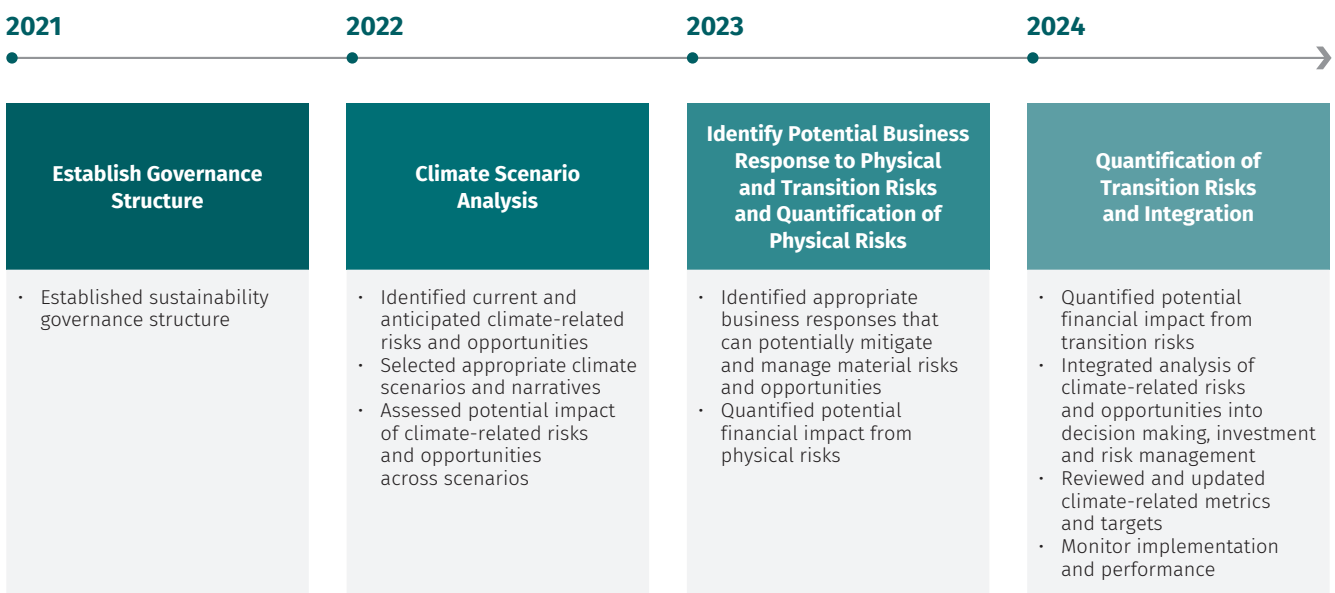 2021
2022
2023
2024
Establish Governance
Structure
· Established sustainability
governance structure
Climate Scenario
Analysis
· Identified current and
anticipated climate-related
risks and opportunities
· Selected appropriate climate
scenarios and narratives
· Assessed potential impact
of climate-related risks
and opportunities
across scenarios
Identify Potential Business
Response to Physical
and Transition Risks
and Quantification of
Physical Risks
· Identified appropriate
business responses that
can potentially mitigate
and manage material risks
and opportunities
· Quantified potential
financial impact from
physical risks
Quantification of
Transition Risks
and Integration
· Quantified potential
financial impact from
transition risks
· Integrated analysis of
climate-related risks
and opportunities into
decision making, investment
and risk management
· Reviewed and updated
climate-related metrics
and targets
· Monitor implementation
and performance